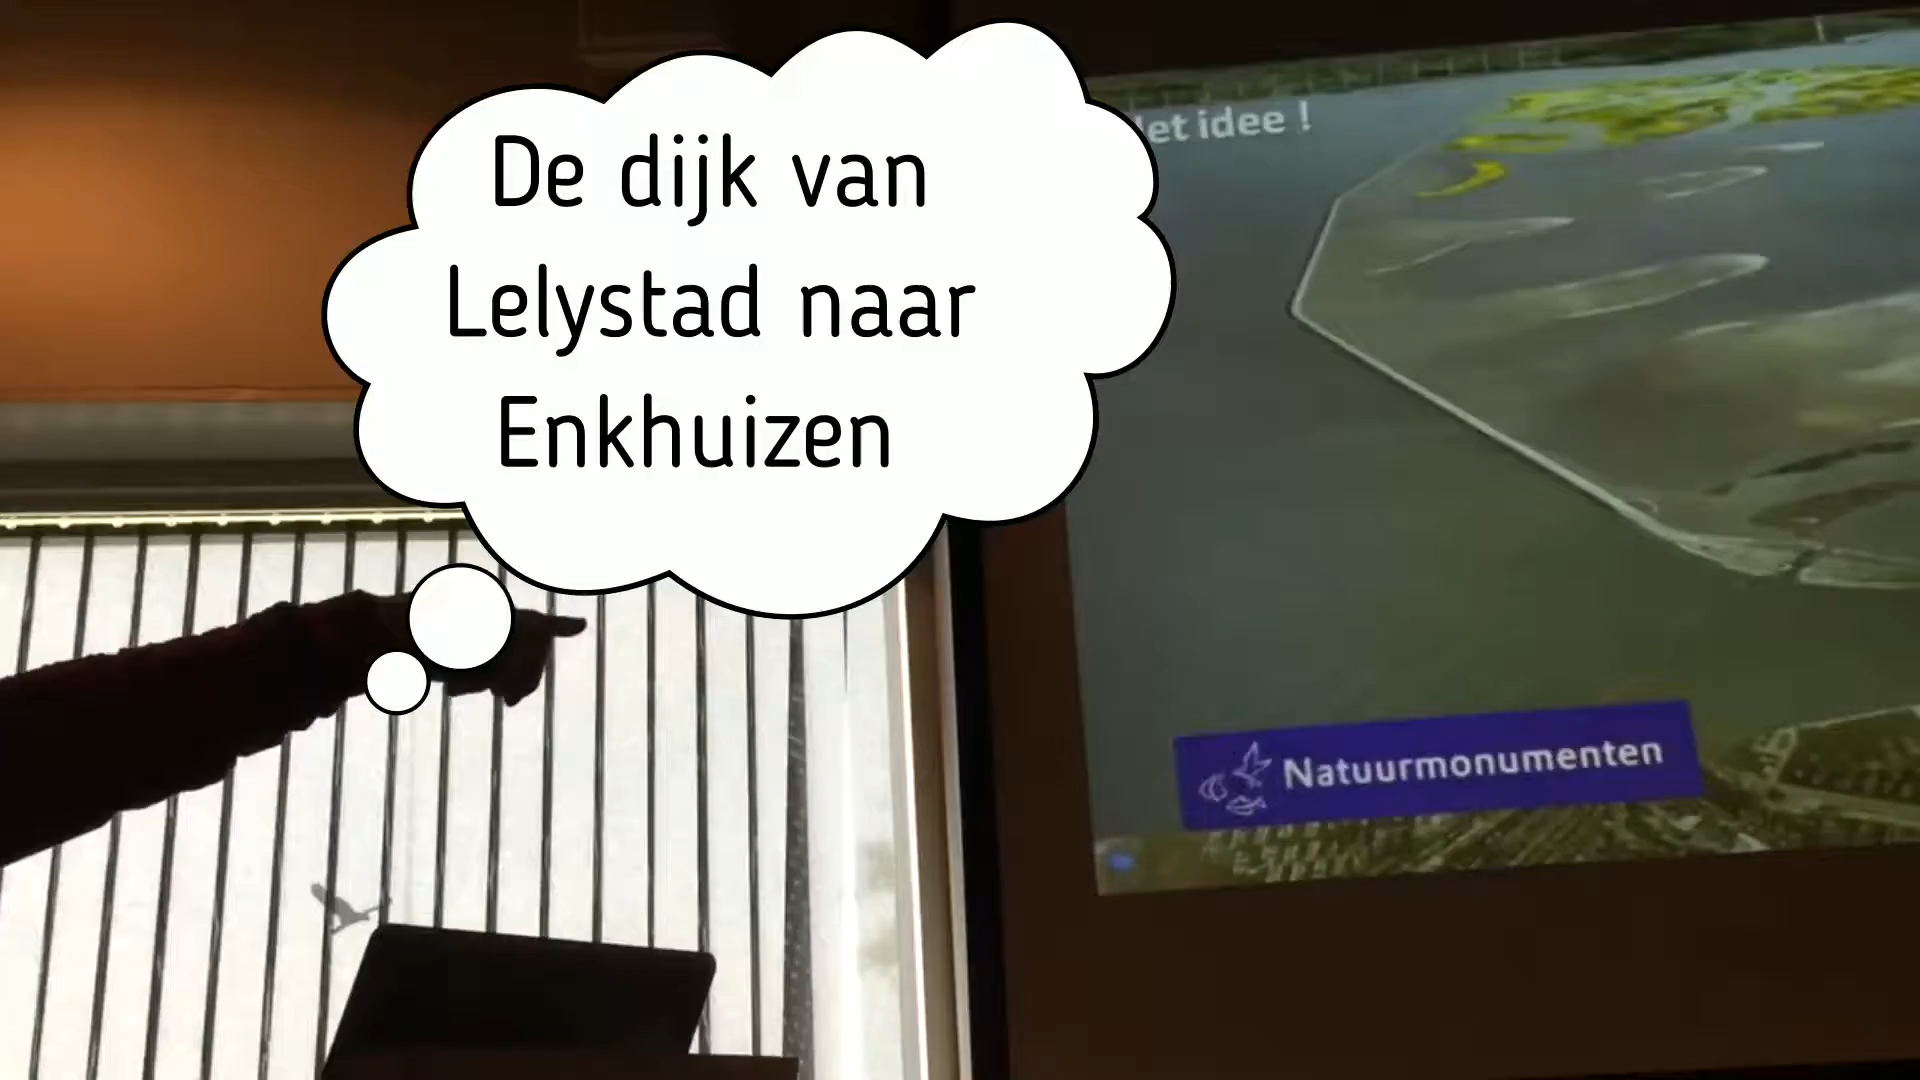 De dijk van
Lelystad naar
Enkhuizen
et idee !
Natuurmonumenten